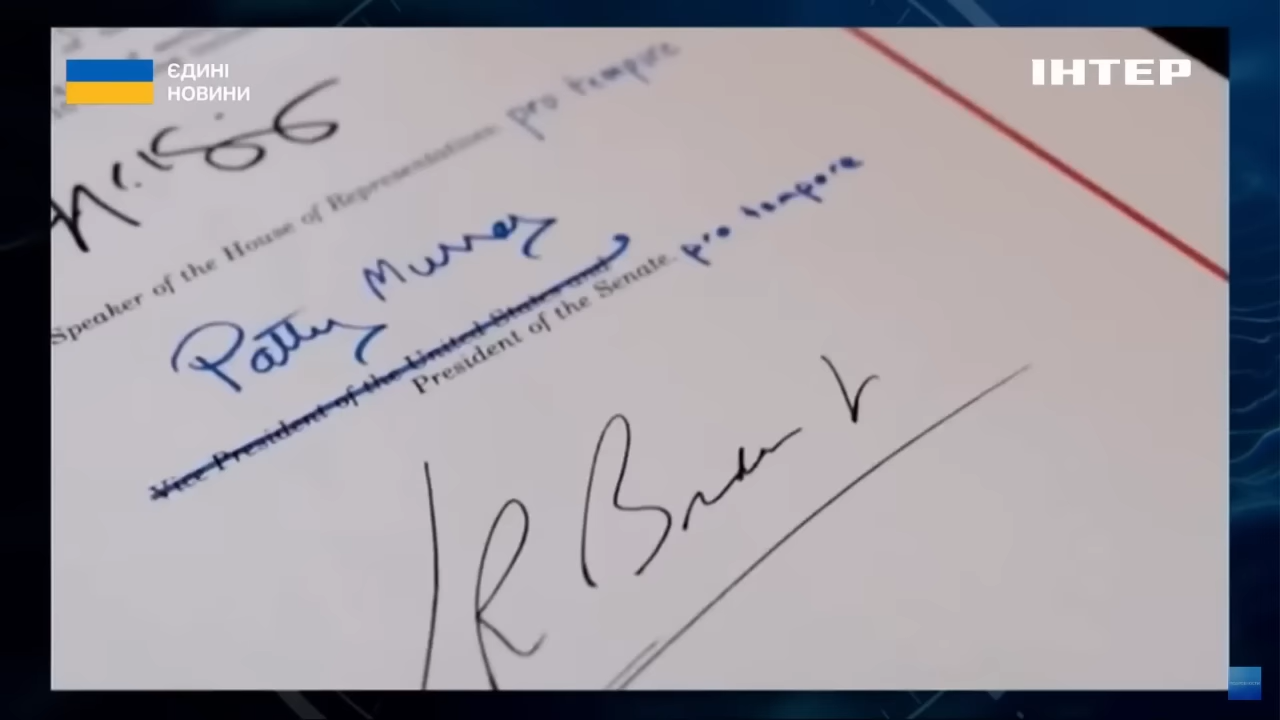 ЄДИНІ
НОВИНИ
ІНТЕР
pro tempore
Speaker of the House of Representatives
Patty Murray
pro tempore
Vice President of the United States and
President of the Senate.